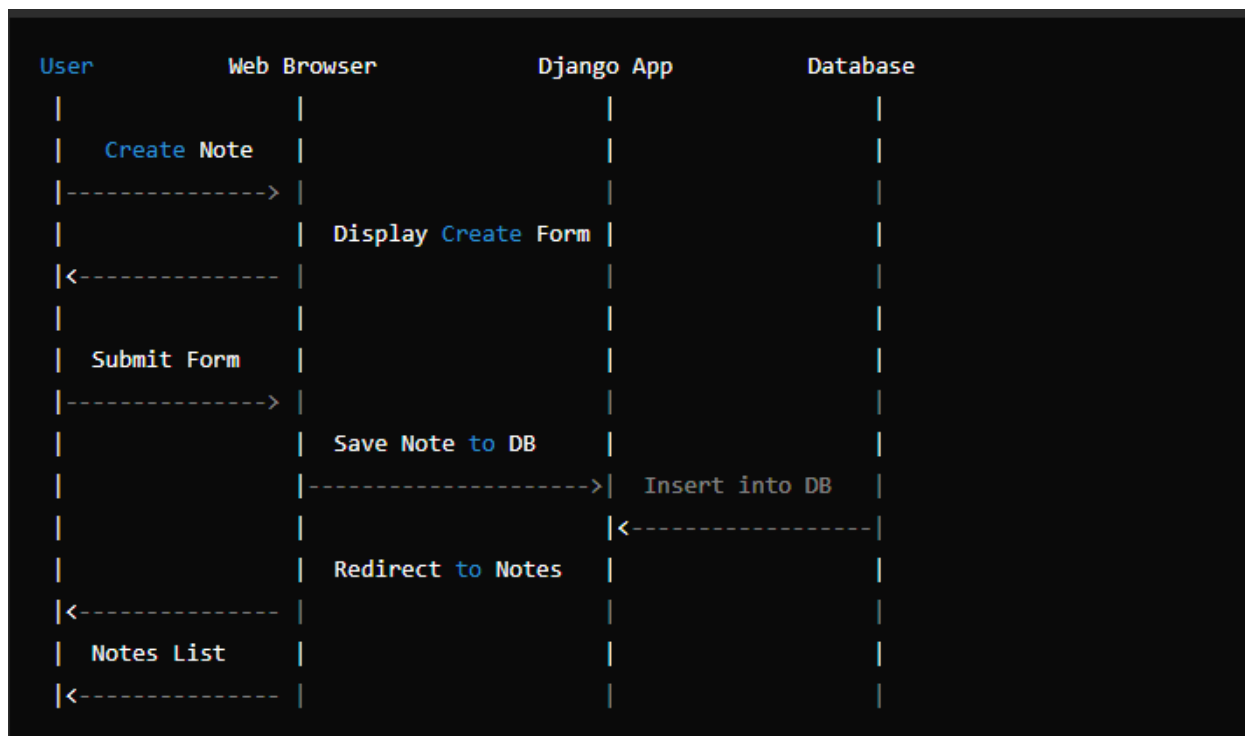 User          Web Browser            Django App          Database
 |                 |                      |                   |
 |   Create Note   |                      |                   |
 |---------------> |                      |                   |
 |                 |  Display Create Form |                   |
 |<--------------- |                      |                   |
 |                 |                      |                   |
 |  Submit Form    |                      |                   |
 |---------------> |                      |                   |
 |                 |  Save Note to DB     |                   |
 |                 |--------------------->|  Insert into DB   |
 |                 |                      |<------------------|
 |                 |  Redirect to Notes   |                   |
 |<--------------- |                      |                   |
 |  Notes List     |                      |                   |
 |<--------------- |                      |                   |